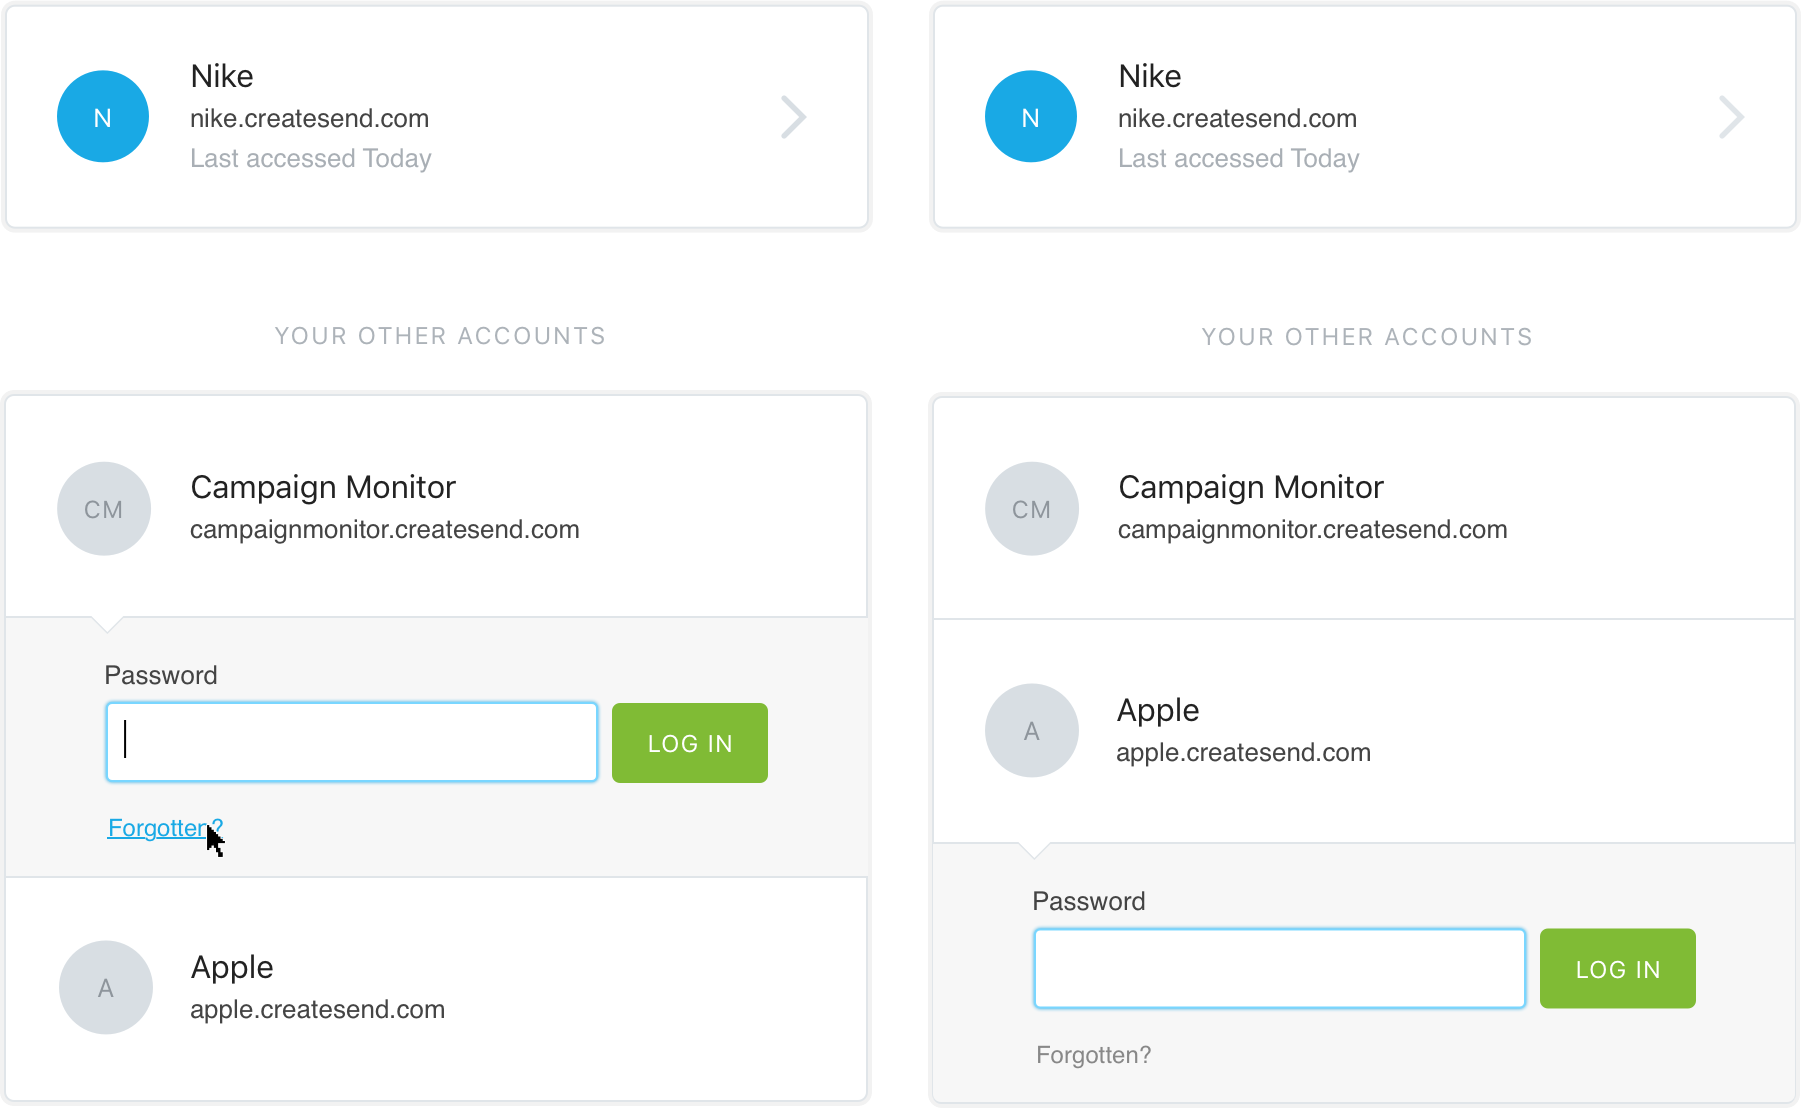 N
Nike
nike.createsend.com
Last accessed Today
YOUR OTHER ACCOUNTS
CM
Campaign Monitor
campaignmonitor.createsend.com
Password
LOG IN
Forgotten?
A
Apple
apple.createsend.com
N
Nike
nike.createsend.com
Last accessed Today
YOUR OTHER ACCOUNTS
CM
Campaign Monitor
campaignmonitor.createsend.com
A
Apple
apple.createsend.com
Password
LOG IN
Forgotten?